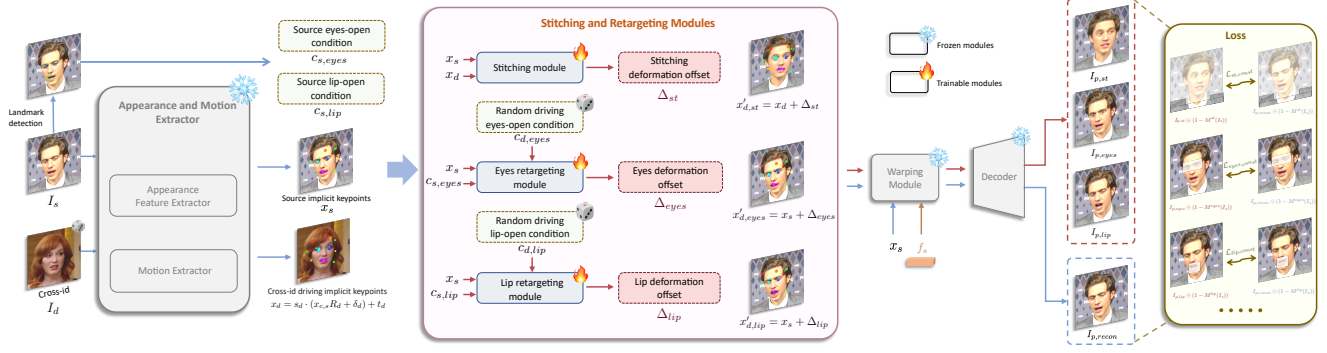 Source eyes-open
condition
c_{s,eyes}
Source lip-open
condition
c_{s,lip}
Landmark
detection
I_s
Cross-id
I_d
Appearance and Motion
Extractor
Appearance
Feature Extractor
Motion Extractor
Source implicit keypoints
x_s
Cross-id driving implicit keypoints
x_d = s_d · (x_{c,s}R_d + δ_d) + t_d
Stitching and Retargeting Modules
x_s
x_d
Stitching module
Stitching
deformation offset
Δ_{st}
x'_{d,st} = x_d + Δ_{st}
Random driving
eyes-open condition
c_{d,eyes}
x_s
c_{s,eyes}
Eyes retargeting
module
Eyes deformation
offset
Δ_{eyes}
x'_{d,eyes} = x_s + Δ_{eyes}
Random driving
lip-open condition
c_{d,lip}
x_s
c_{s,lip}
Lip retargeting
module
Lip deformation
offset
Δ_{lip}
x'_{d,lip} = x_s + Δ_{lip}
Frozen modules
Trainable modules
Warping
Module
x_s
f_s
Decoder
I_{p,st}
I_{p,eyes}
I_{p,lip}
I_{p,recon}
Loss